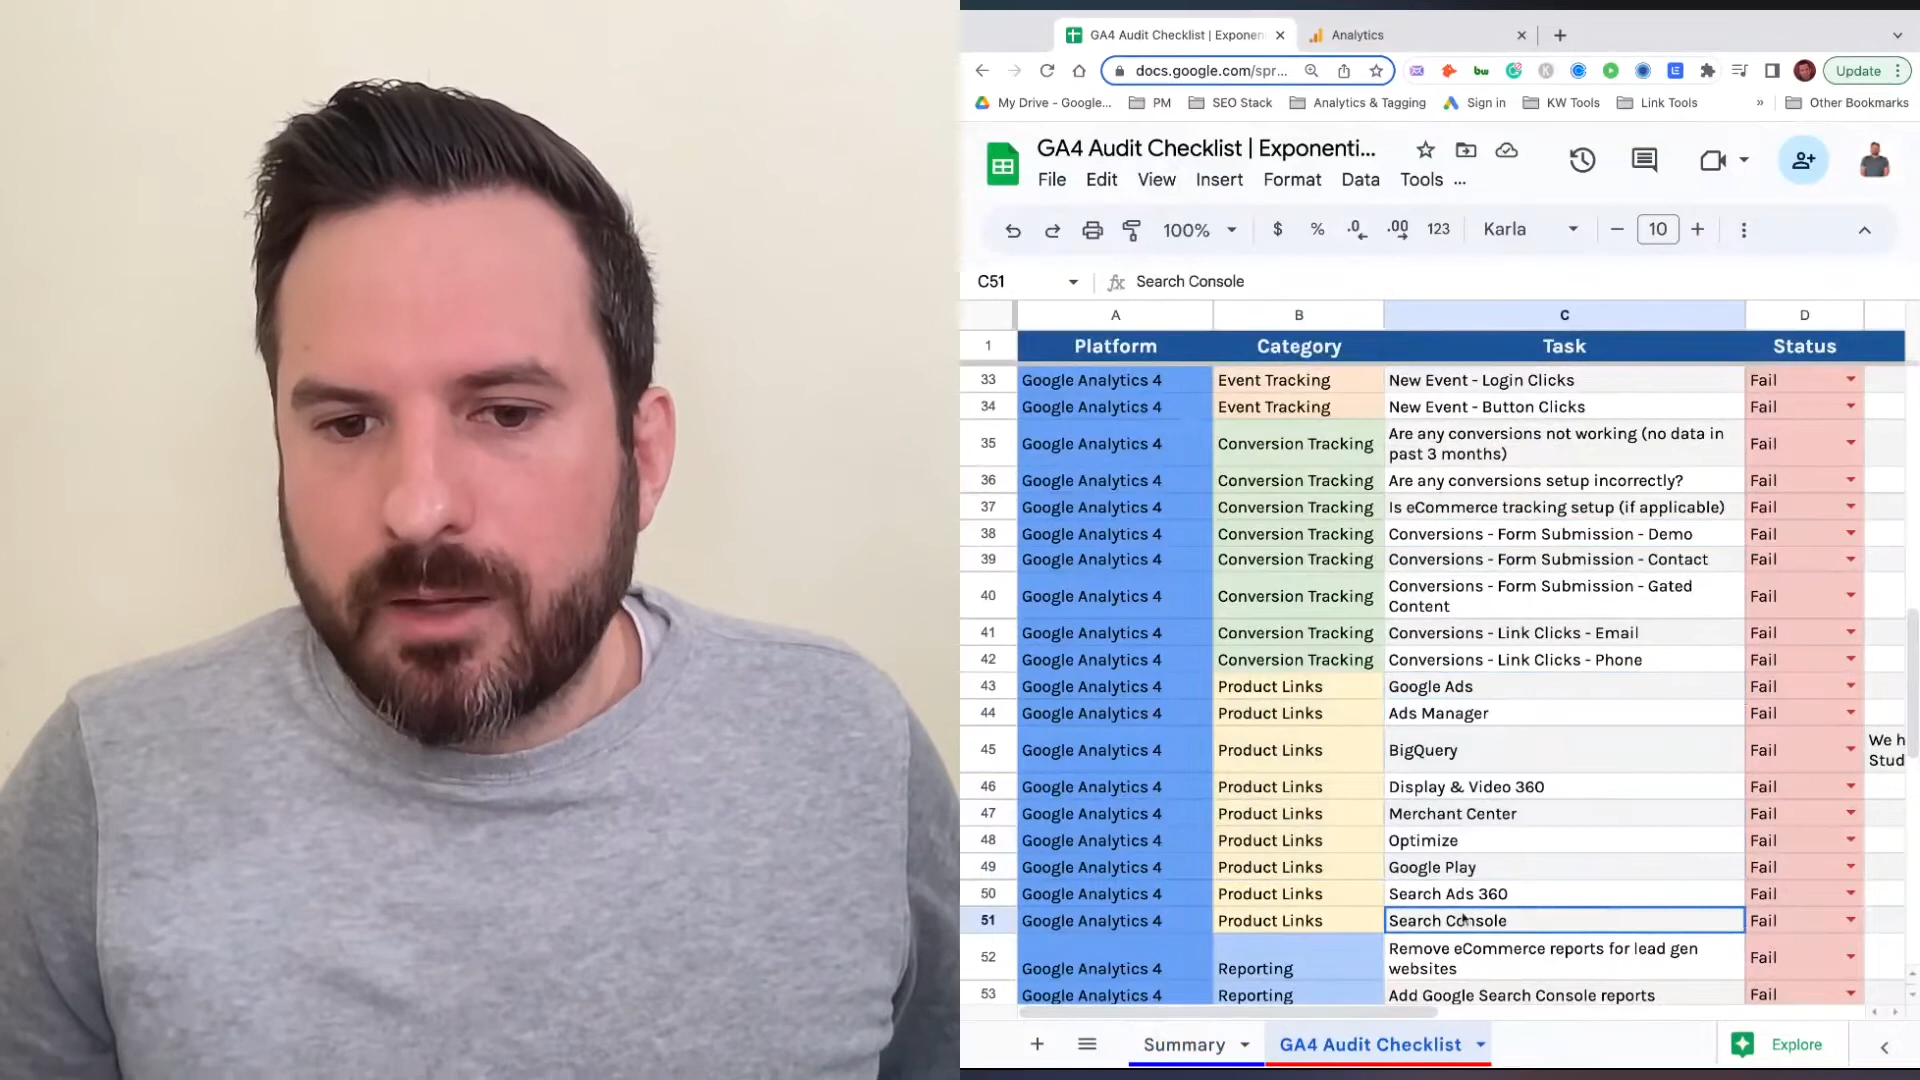 GA4 Audit Checklist | Exponen
Analytics
docs.google.com/spr...
Update
My Drive - Google...
PM
SEO Stack
Analytics & Tagging
Sign in
KW Tools
Link Tools
»
Other Bookmarks
GA4 Audit Checklist | Exponenti...
File Edit View Insert Format Data Tools ...
100% $ % .0 .00 123 Karla − 10 +
C51 fx Search Console
A B C D
1 Platform Category Task Status
33 Google Analytics 4 Event Tracking New Event - Login Clicks Fail
34 Google Analytics 4 Event Tracking New Event - Button Clicks Fail
35 Google Analytics 4 Conversion Tracking Are any conversions not working (no data in
past 3 months) Fail
36 Google Analytics 4 Conversion Tracking Are any conversions setup incorrectly? Fail
37 Google Analytics 4 Conversion Tracking Is eCommerce tracking setup (if applicable) Fail
38 Google Analytics 4 Conversion Tracking Conversions - Form Submission - Demo Fail
39 Google Analytics 4 Conversion Tracking Conversions - Form Submission - Contact Fail
40 Google Analytics 4 Conversion Tracking Conversions - Form Submission - Gated
Content Fail
41 Google Analytics 4 Conversion Tracking Conversions - Link Clicks - Email Fail
42 Google Analytics 4 Conversion Tracking Conversions - Link Clicks - Phone Fail
43 Google Analytics 4 Product Links Google Ads Fail
44 Google Analytics 4 Product Links Ads Manager Fail
45 Google Analytics 4 Product Links BigQuery Fail We h
Stud
46 Google Analytics 4 Product Links Display & Video 360 Fail
47 Google Analytics 4 Product Links Merchant Center Fail
48 Google Analytics 4 Product Links Optimize Fail
49 Google Analytics 4 Product Links Google Play Fail
50 Google Analytics 4 Product Links Search Ads 360 Fail
51 Google Analytics 4 Product Links Search Console Fail
52 Google Analytics 4 Reporting Remove eCommerce reports for lead gen
websites Fail
53 Google Analytics 4 Reporting Add Google Search Console reports Fail
Summary GA4 Audit Checklist Explore